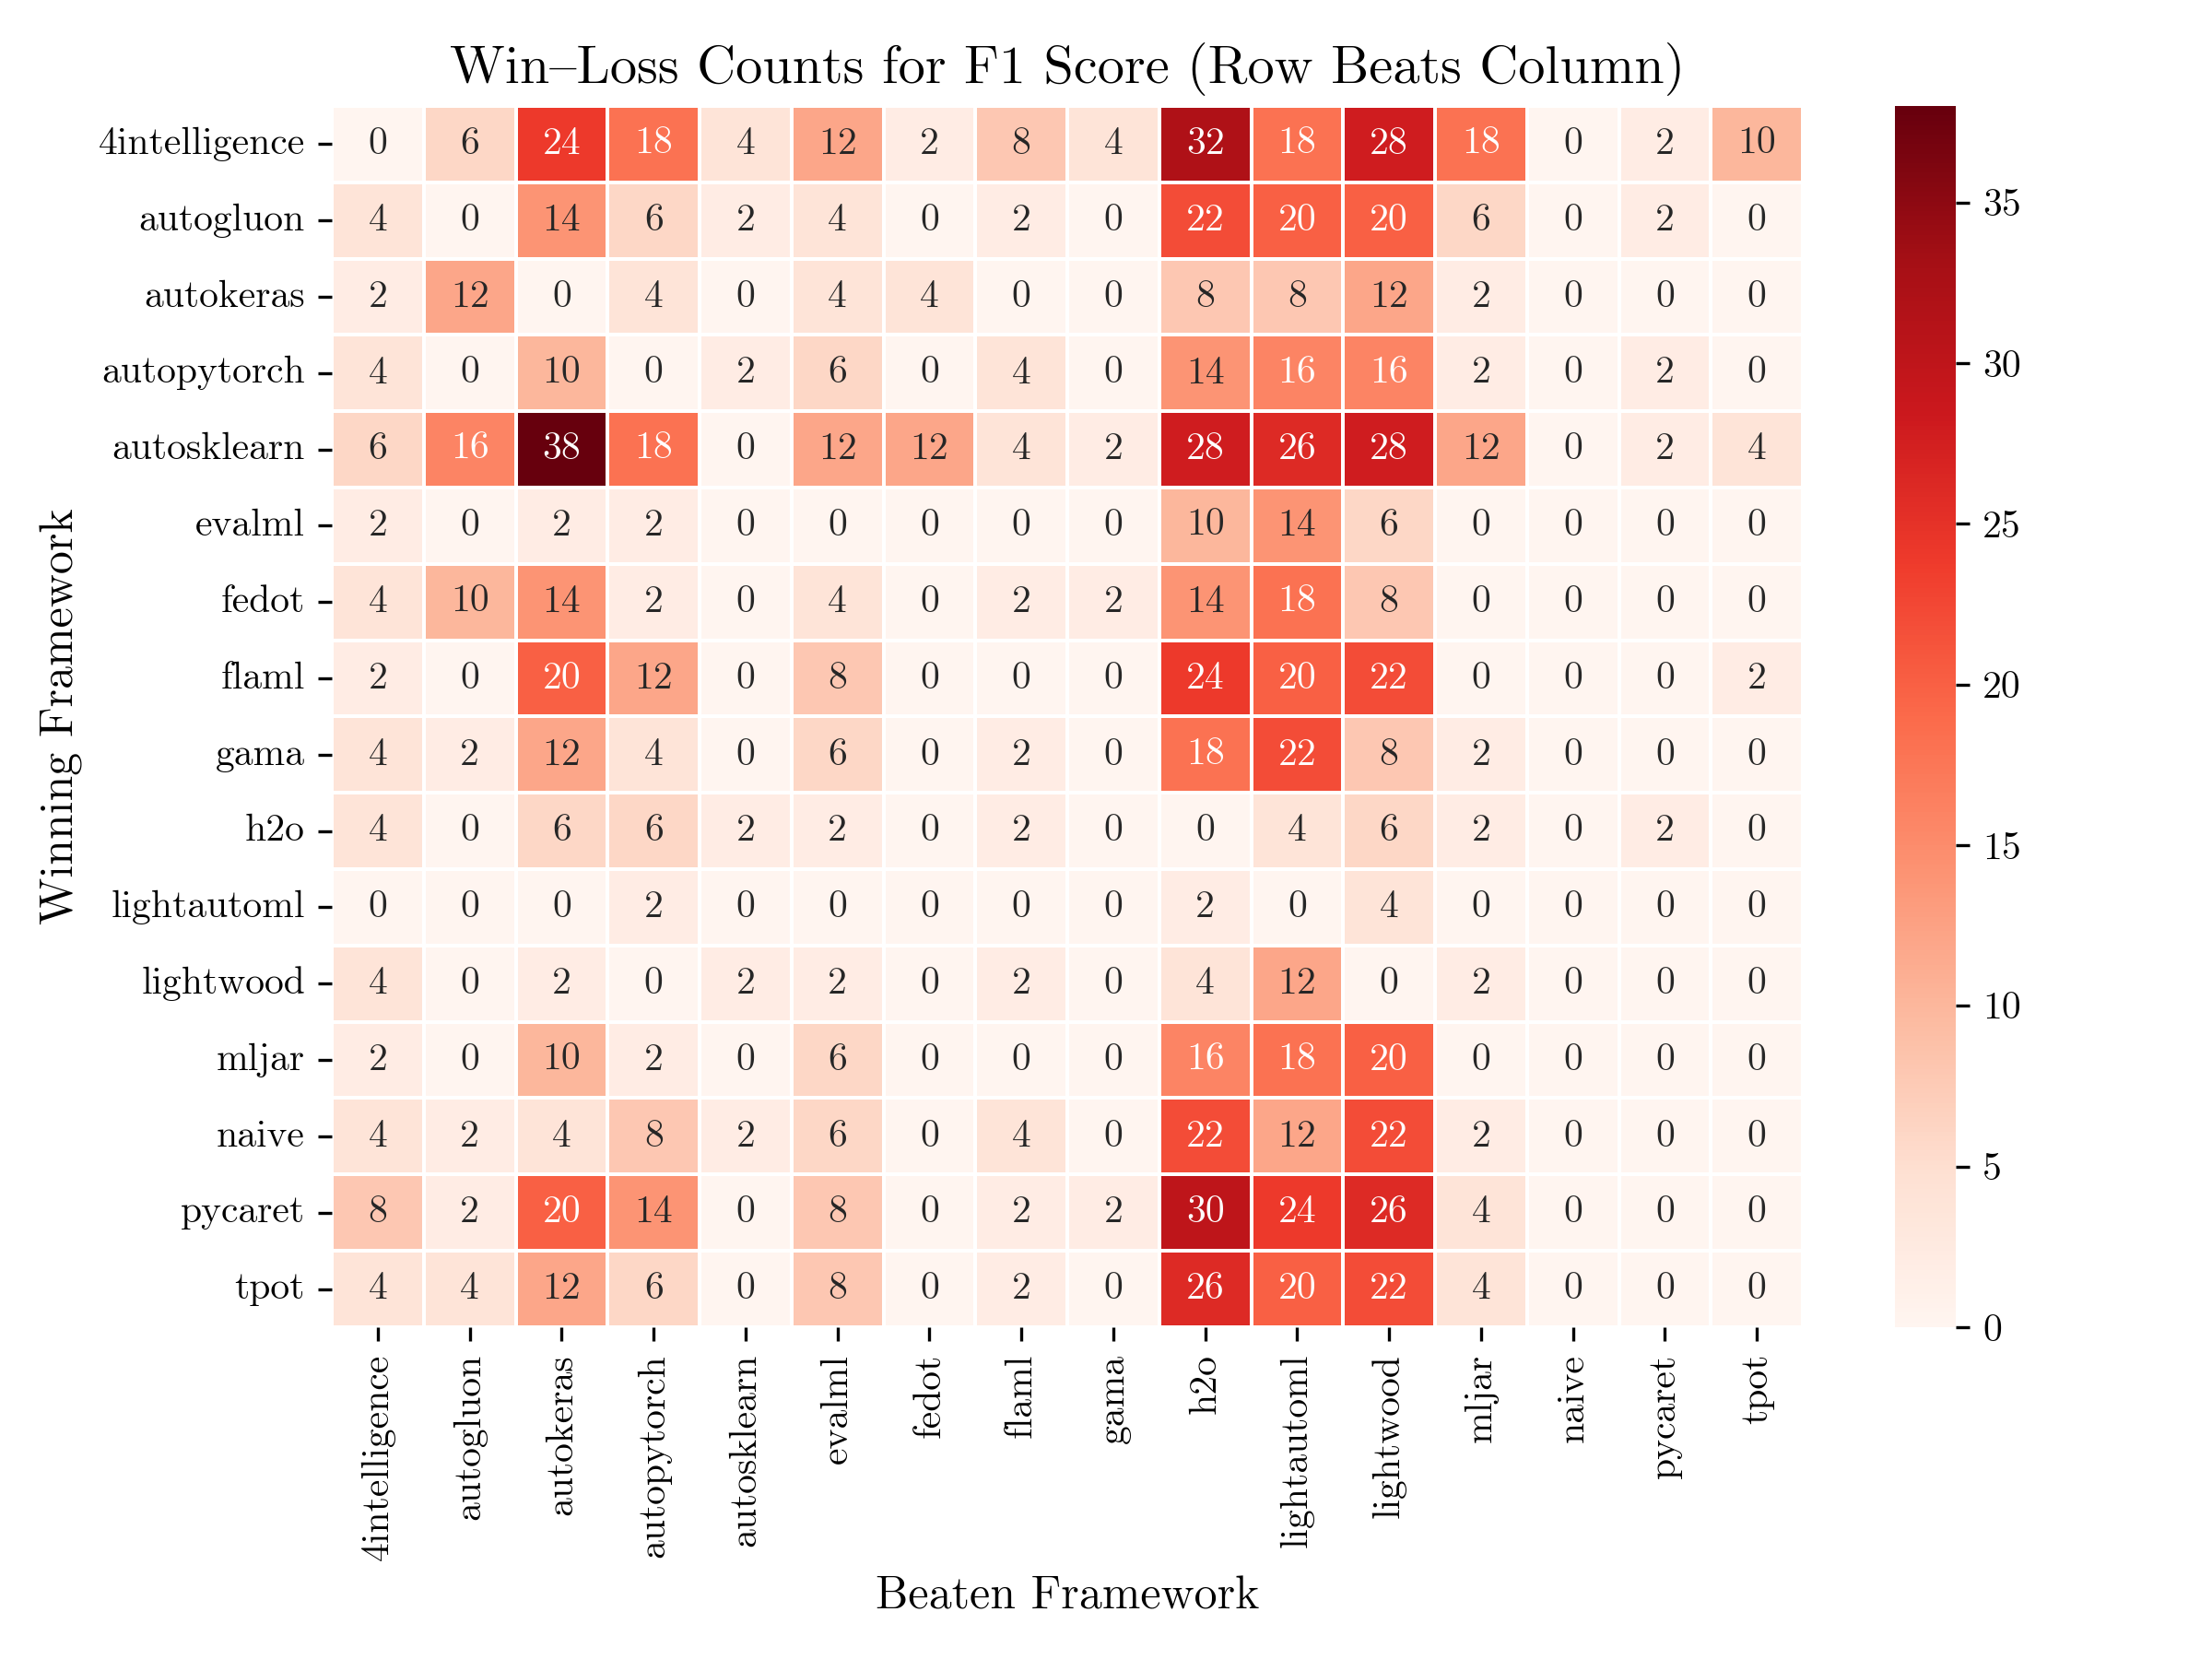 Win–Loss Counts for F1 Score (Row Beats Column)
4intelligence 0 6 24 18 4 12 2 8 4 32 18 28 18 0 2 10
autogluon 4 0 14 6 2 4 0 2 0 22 20 20 6 0 2 0
autokeras 2 12 0 4 0 4 4 0 0 8 8 12 2 0 0 0
autopytorch 4 0 10 0 2 6 0 4 0 14 16 16 2 0 2 0
autosklearn 6 16 38 18 0 12 12 4 2 28 26 28 12 0 2 4
evalml 2 0 2 2 0 0 0 0 0 10 14 6 0 0 0 0
fedot 4 10 14 2 0 4 0 2 2 14 18 8 0 0 0 0
flaml 2 0 20 12 0 8 0 0 0 24 20 22 0 0 0 2
gama 4 2 12 4 0 6 0 2 0 18 22 8 2 0 0 0
h2o 4 0 6 6 2 2 0 2 0 0 4 6 2 0 2 0
lightautoml 0 0 0 2 0 0 0 0 0 2 0 4 0 0 0 0
lightwood 4 0 2 0 2 2 0 2 0 4 12 0 2 0 0 0
mljar 2 0 10 2 0 6 0 0 0 16 18 20 0 0 0 0
naive 4 2 4 8 2 6 0 4 0 22 12 22 2 0 0 0
pycaret 8 2 20 14 0 8 0 2 2 30 24 26 4 0 0 0
tpot 4 4 12 6 0 8 0 2 0 26 20 22 4 0 0 0
4intelligence autogluon autokeras autopytorch autosklearn evalml fedot flaml gama h2o lightautoml lightwood mljar naive pycaret tpot
Beaten Framework
Winning Framework
35
30
25
20
15
10
5
0